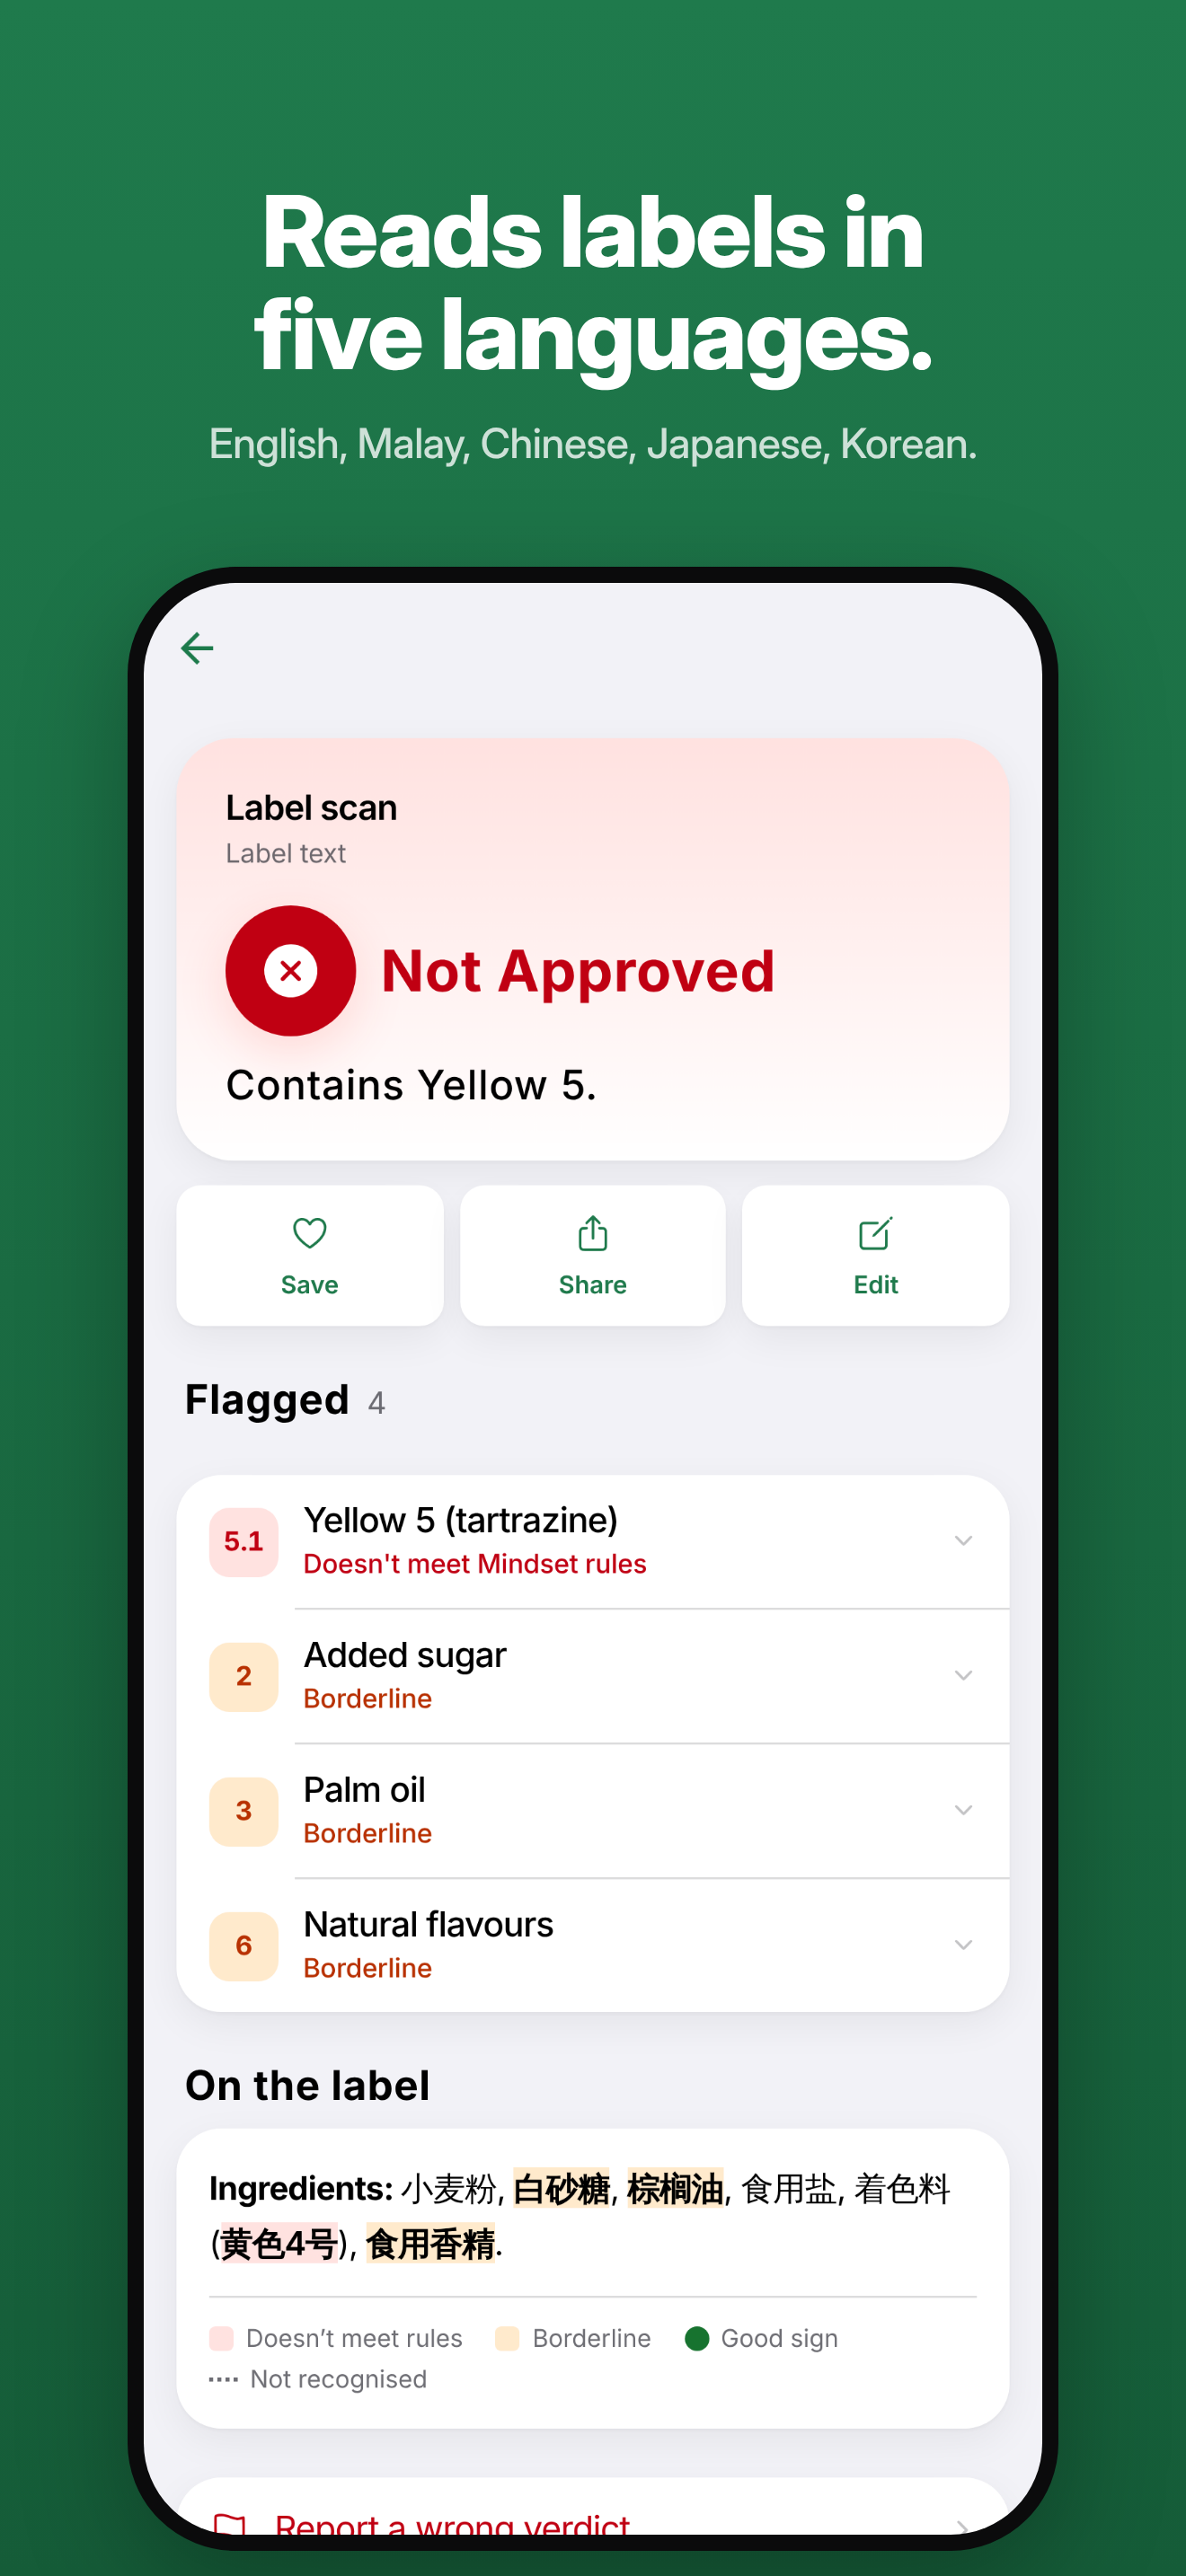 Reads labels in
five languages.
English, Malay, Chinese, Japanese, Korean.
Label scan
Label text
Not Approved
Contains Yellow 5.
Save
Share
Edit
Flagged 4
5.1
Yellow 5 (tartrazine)
Doesn't meet Mindset rules
2
Added sugar
Borderline
3
Palm oil
Borderline
6
Natural flavours
Borderline
On the label
Ingredients: 小麦粉, 白砂糖, 棕榈油, 食用盐, 着色料
(黄色4号), 食用香精.
Doesn’t meet rules
Borderline
Good sign
Not recognised
Report a wrong verdict